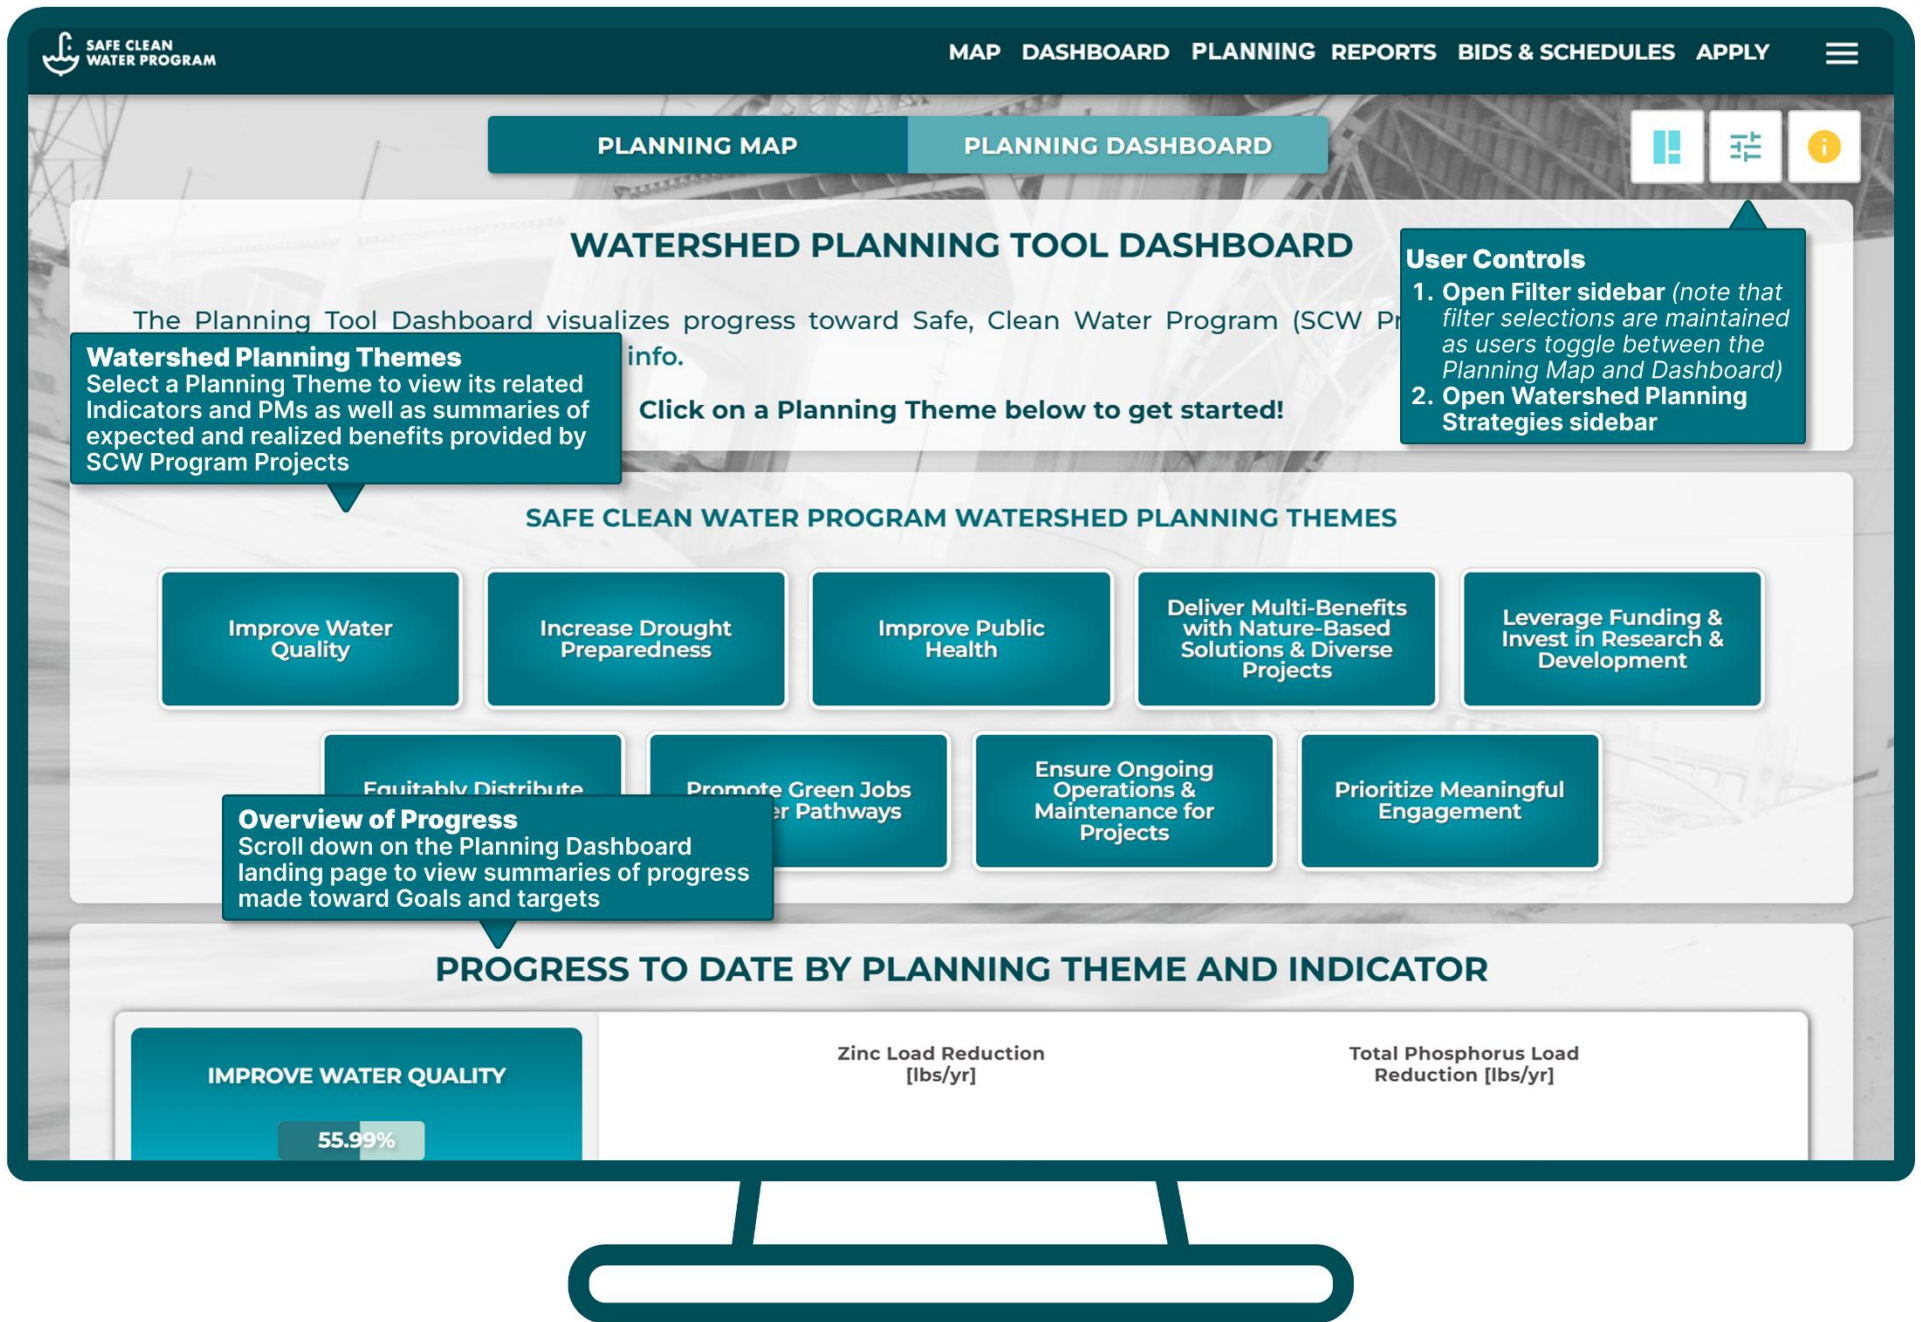 SAFE CLEAN
WATER PROGRAM
MAP DASHBOARD PLANNING REPORTS BIDS & SCHEDULES APPLY
PLANNING MAP
PLANNING DASHBOARD
WATERSHED PLANNING TOOL DASHBOARD
The Planning Tool Dashboard visualizes progress toward Safe, Clean Water Program (SCW
info.
Click on a Planning Theme below to get started!
User Controls
1. Open Filter sidebar (note that
filter selections are maintained
as users toggle between the
Planning Map and Dashboard)
2. Open Watershed Planning
Strategies sidebar
Watershed Planning Themes
Select a Planning Theme to view its related
Indicators and PMs as well as summaries of
expected and realized benefits provided by
SCW Program Projects
SAFE CLEAN WATER PROGRAM WATERSHED PLANNING THEMES
Improve Water
Quality
Increase Drought
Preparedness
Improve Public
Health
Deliver Multi-Benefits
with Nature-Based
Solutions & Diverse
Projects
Leverage Funding &
Invest in Research &
Development
Equitably Distribute
Promote Green Jobs
Pathways
Ensure Ongoing
Operations &
Maintenance for
Projects
Prioritize Meaningful
Engagement
Overview of Progress
Scroll down on the Planning Dashboard
landing page to view summaries of progress
made toward Goals and targets
PROGRESS TO DATE BY PLANNING THEME AND INDICATOR
IMPROVE WATER QUALITY
55.99%
Zinc Load Reduction
[lbs/yr]
Total Phosphorus Load
Reduction [lbs/yr]